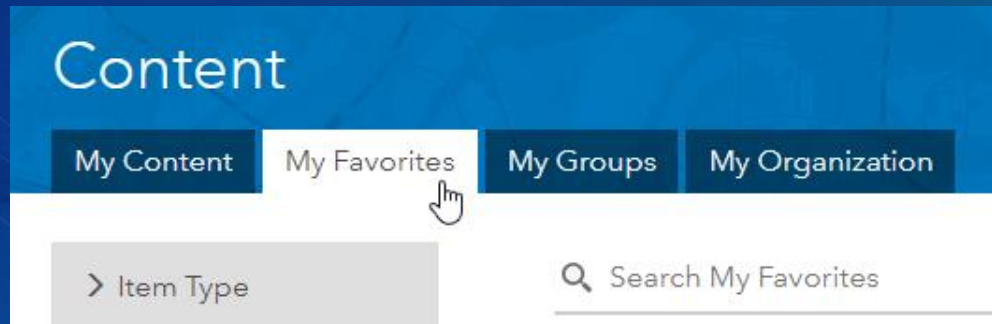 Content
My Content My Favorites My Groups My Organization
Item Type
Search My Favorites